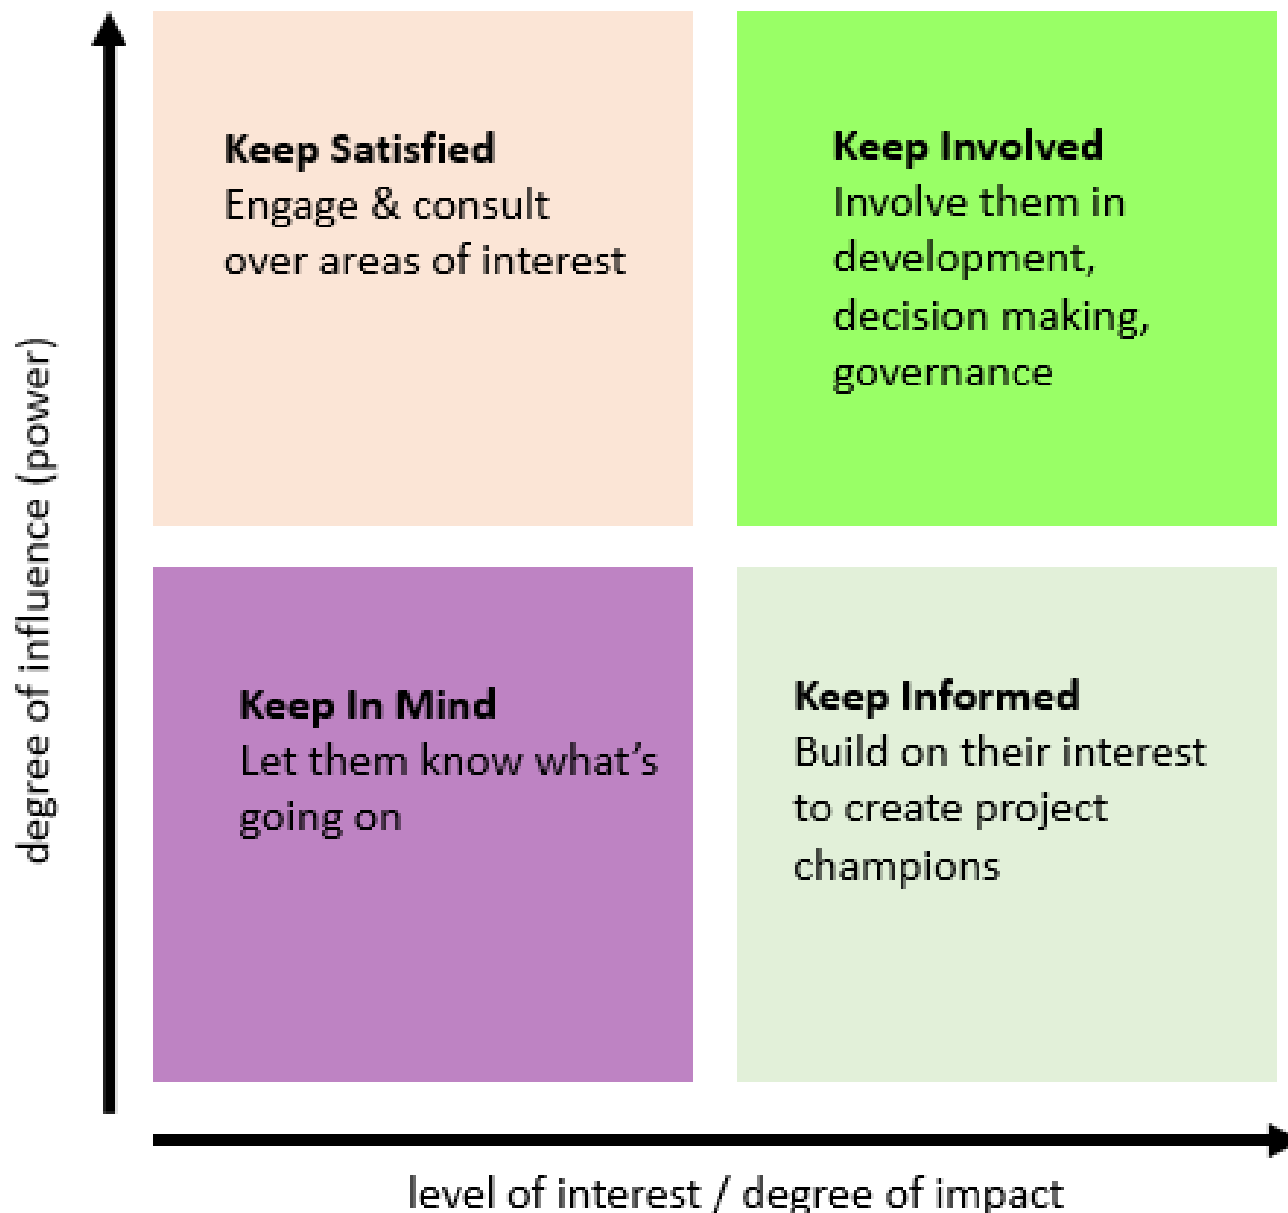 Keep Satisfied
Engage & consult
over areas of interest
Keep Involved
Involve them in
development,
decision making,
governance
degree of influence (power)
Keep In Mind
Let them know what’s
going on
Keep Informed
Build on their interest
to create project
champions
level of interest / degree of impact